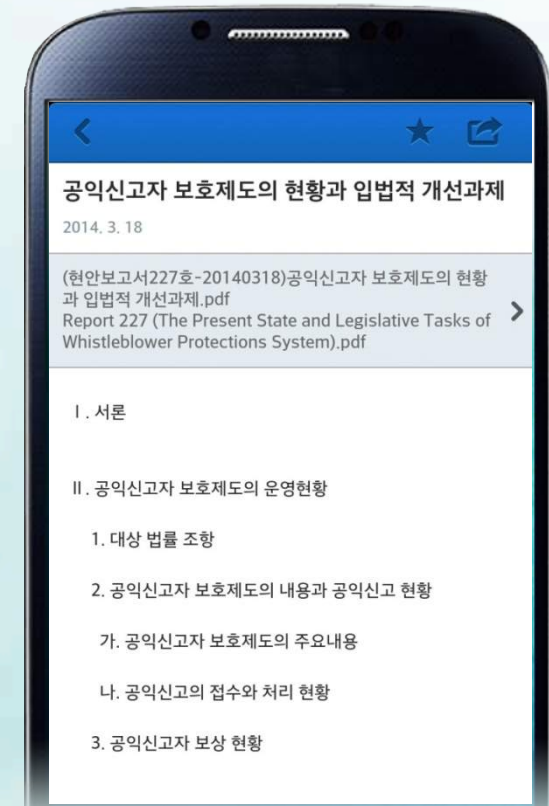 공익신고자 보호제도의 현황과 입법적 개선과제
2014. 3. 18
(현안보고서227호-20140318)공익신고자 보호제도의 현황
과 입법적 개선과제.pdf
Report 227 (The Present State and Legislative Tasks of
Whistleblower Protections System).pdf
Ⅰ. 서론
Ⅱ. 공익신고자 보호제도의 운영현황
1. 대상 법률 조항
2. 공익신고자 보호제도의 내용과 공익신고 현황
가. 공익신고자 보호제도의 주요내용
나. 공익신고의 접수와 처리 현황
3. 공익신고자 보상 현황